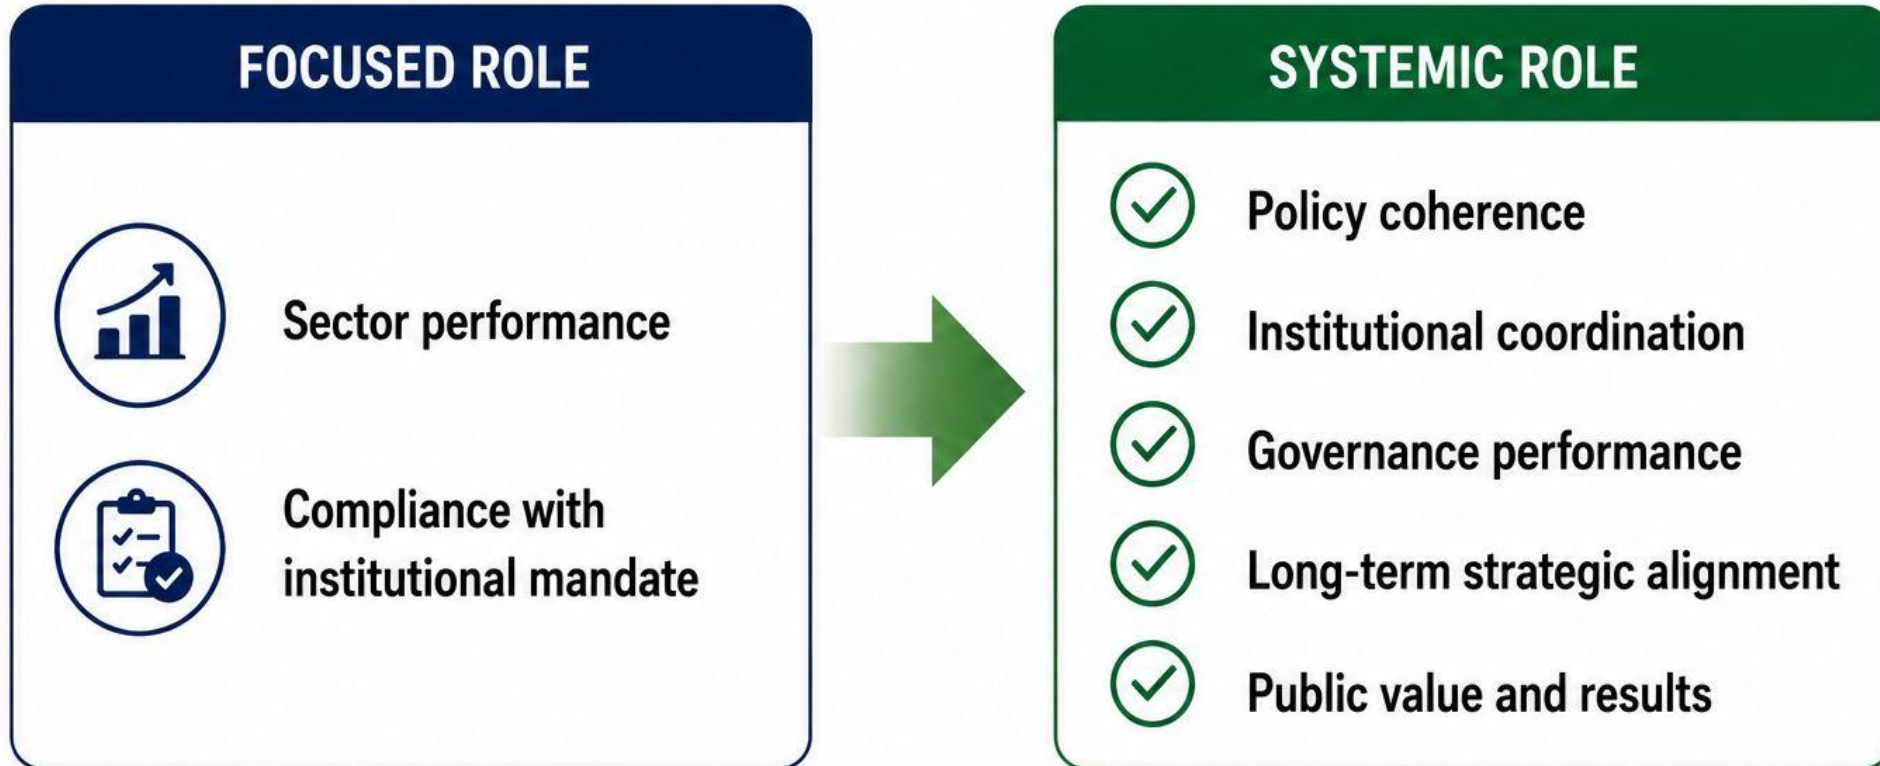 FOCUSED ROLE
Sector performance
Compliance with
institutional mandate
SYSTEMIC ROLE
Policy coherence
Institutional coordination
Governance performance
Long-term strategic alignment
Public value and results